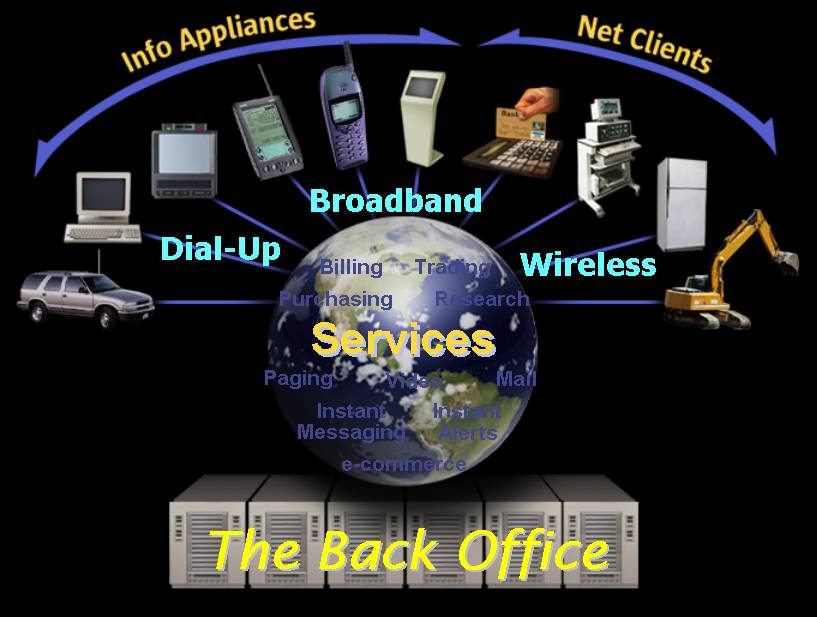 Info Appliances
Net Clients
Bank
Broadband
Dial-Up
Wireless
Billing Trading
Purchasing Research
Services
Paging Video Mail
Instant Instant
Messaging Alerts
e-commerce
The Back Office